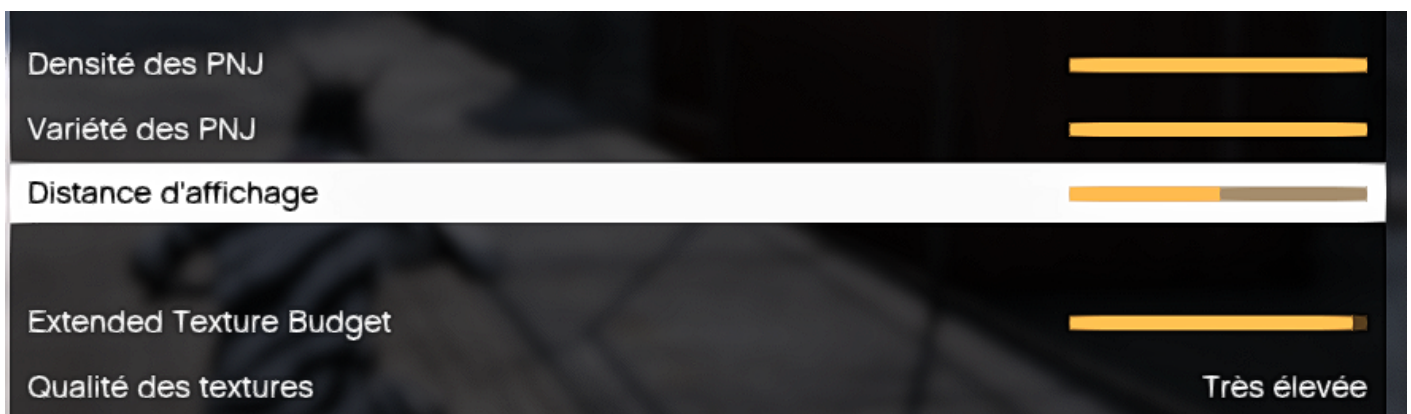 Densité des PNJ
Variété des PNJ
Distance d'affichage
Extended Texture Budget
Qualité des textures Très élevée